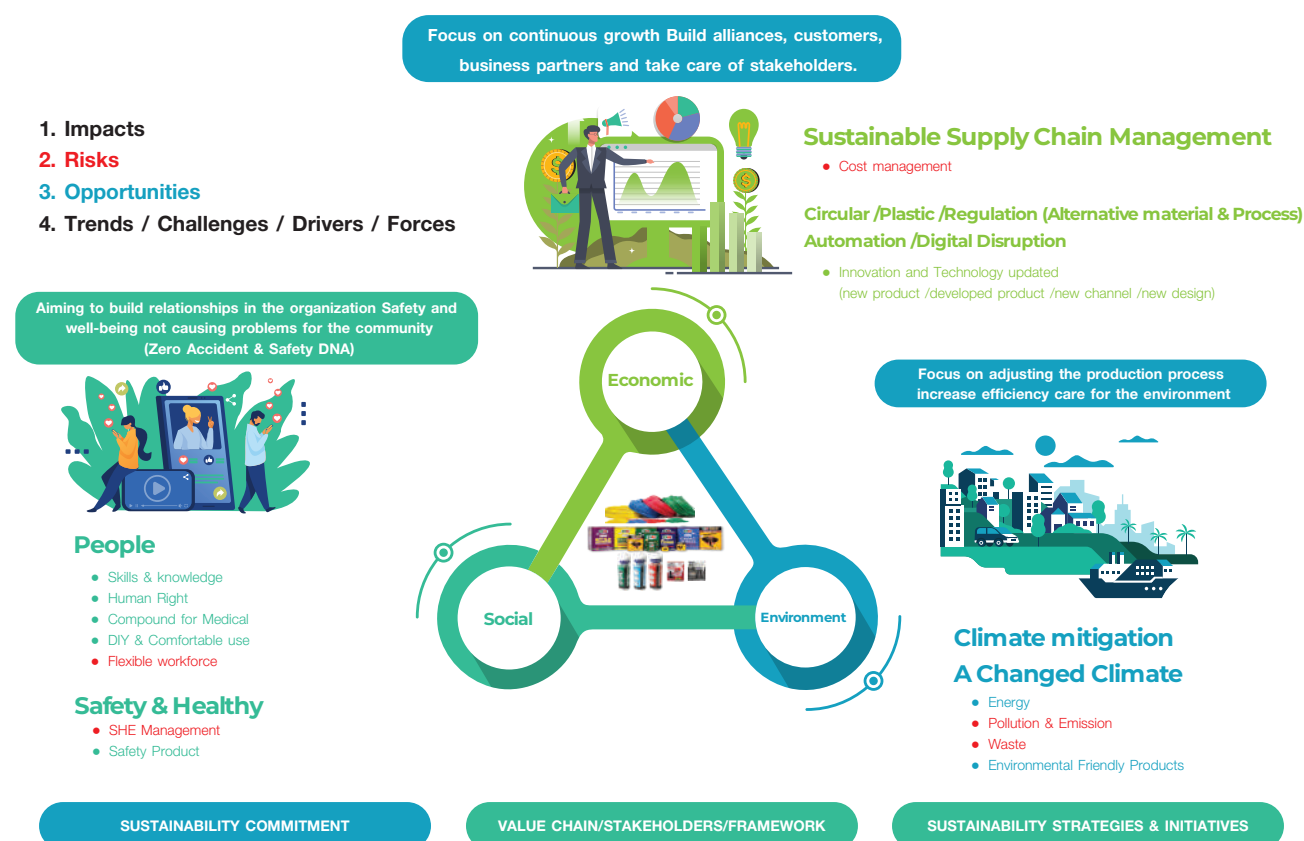 Focus on continuous growth Build alliances, customers,
business partners and take care of stakeholders.
1. Impacts
2. Risks
3. Opportunities
4. Trends / Challenges / Drivers / Forces
Sustainable Supply Chain Management
• Cost management
Circular /Plastic /Regulation (Alternative material & Process)
Automation /Digital Disruption
• Innovation and Technology updated
(new product /developed product /new channel /new design)
Aiming to build relationships in the organization Safety and
well-being not causing problems for the community
(Zero Accident & Safety DNA)
Focus on adjusting the production process
increase efficiency care for the environment
Economic
Social
Environment
People
• Skills & knowledge
• Human Right
• Compound for Medical
• DIY & Comfortable use
• Flexible workforce
Safety & Healthy
• SHE Management
• Safety Product
Climate mitigation
A Changed Climate
• Energy
• Pollution & Emission
• Waste
• Environmental Friendly Products
SUSTAINABILITY COMMITMENT
VALUE CHAIN/STAKEHOLDERS/FRAMEWORK
SUSTAINABILITY STRATEGIES & INITIATIVES